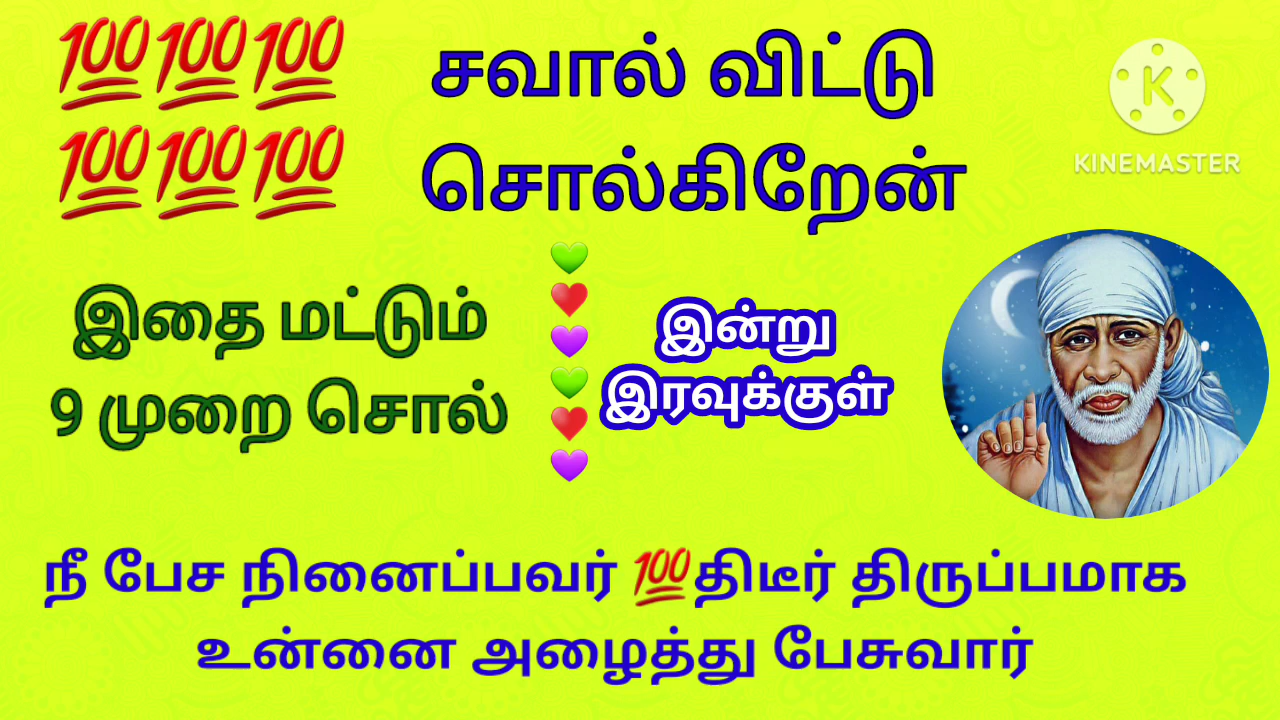 💯💯💯
💯💯💯
சவால் விட்டு
சொல்கிறேன்
K
KINEMASTER
இதை மட்டும்
9 முறை சொல்
இன்று
இரவுக்குள்
நீ பேச நினைப்பவர் 💯திடீர் திருப்பமாக
உன்னை அழைத்து பேசுவார்